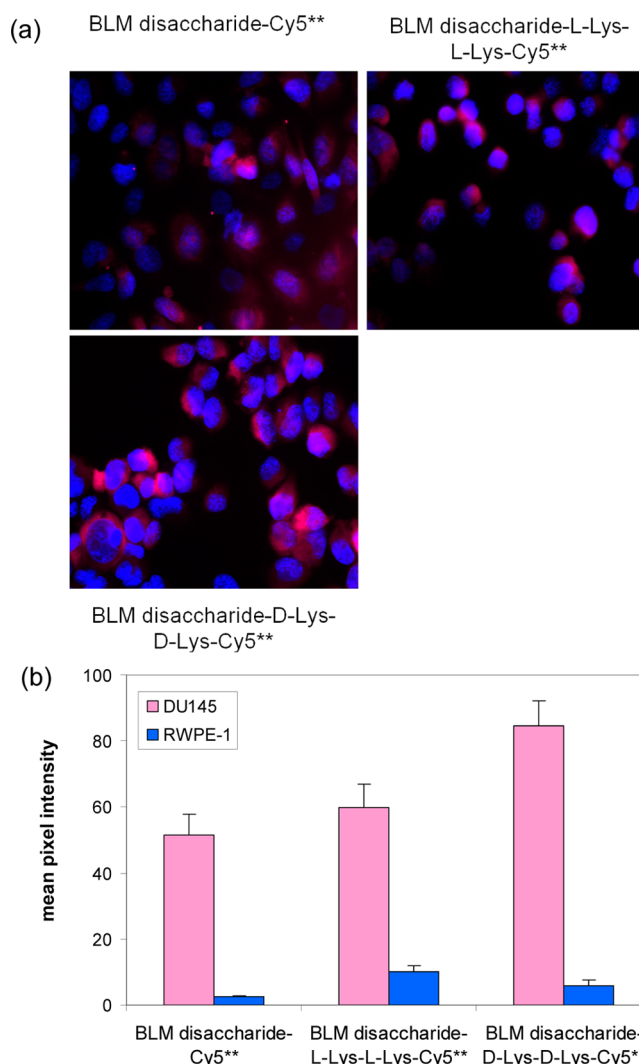 (a)
BLM disaccharide-Cy5**
BLM disaccharide-L-Lys-
L-Lys-Cy5**
BLM disaccharide-D-Lys-
D-Lys-Cy5**
(b)
100
80
60
40
20
0
mean pixel intensity
DU145
RWPE-1
BLM disaccharide-
Cy5**
BLM disaccharide-
L-Lys-L-Lys-Cy5**
BLM disaccharide-
D-Lys-D-Lys-Cy5*